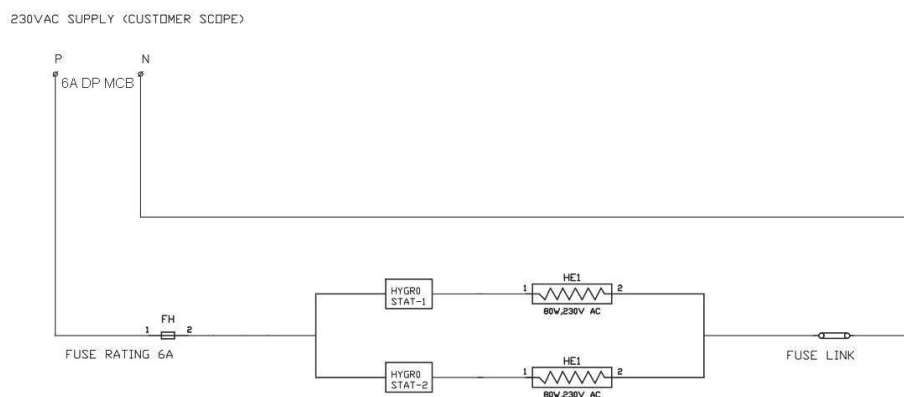 230VAC SUPPLY (CUSTOMER SCOPE)
P N
6A DP MCB
HE1
HYGRO
STAT-1
1 2
80W,230V AC
FH
1 2
FUSE RATING 6A
FUSE LINK
HE1
HYGRO
STAT-2
1 2
80W,230V AC